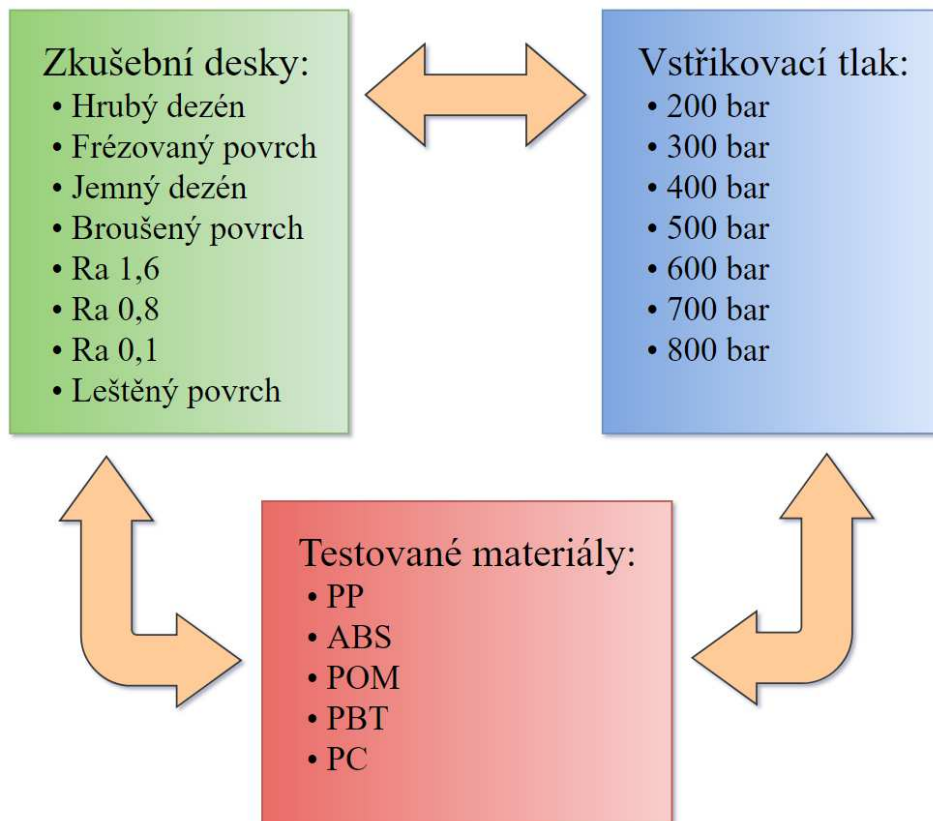 Zkušební desky:
• Hrubý dezén
• Frézovaný povrch
• Jemný dezén
• Broušený povrch
• Ra 1,6
• Ra 0,8
• Ra 0,1
• Leštěný povrch
Vstřikovací tlak:
• 200 bar
• 300 bar
• 400 bar
• 500 bar
• 600 bar
• 700 bar
• 800 bar
Testované materiály:
• PP
• ABS
• POM
• PBT
• PC